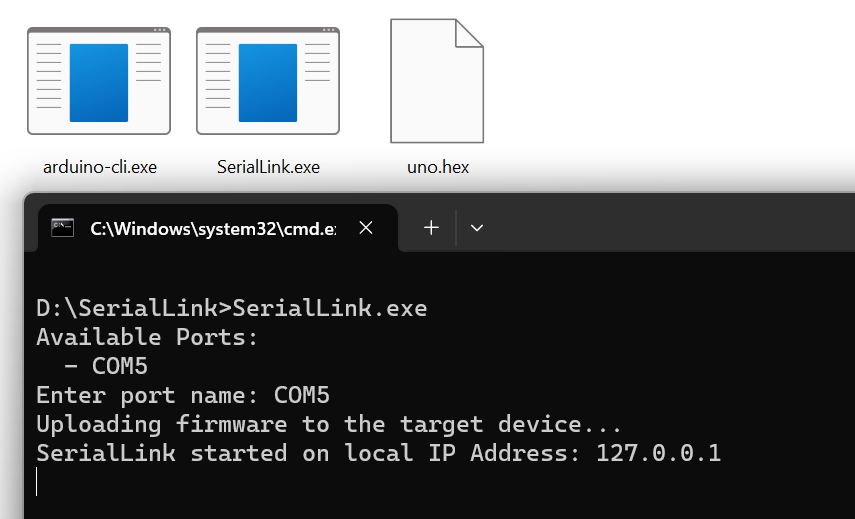 arduino-cli.exe
SerialLink.exe
uno.hex
C:\Windows\system32\cmd.e
D:\SerialLink>SerialLink.exe
Available Ports:
- COM5
Enter port name: COM5
Uploading firmware to the target device...
SerialLink started on local IP Address: 127.0.0.1